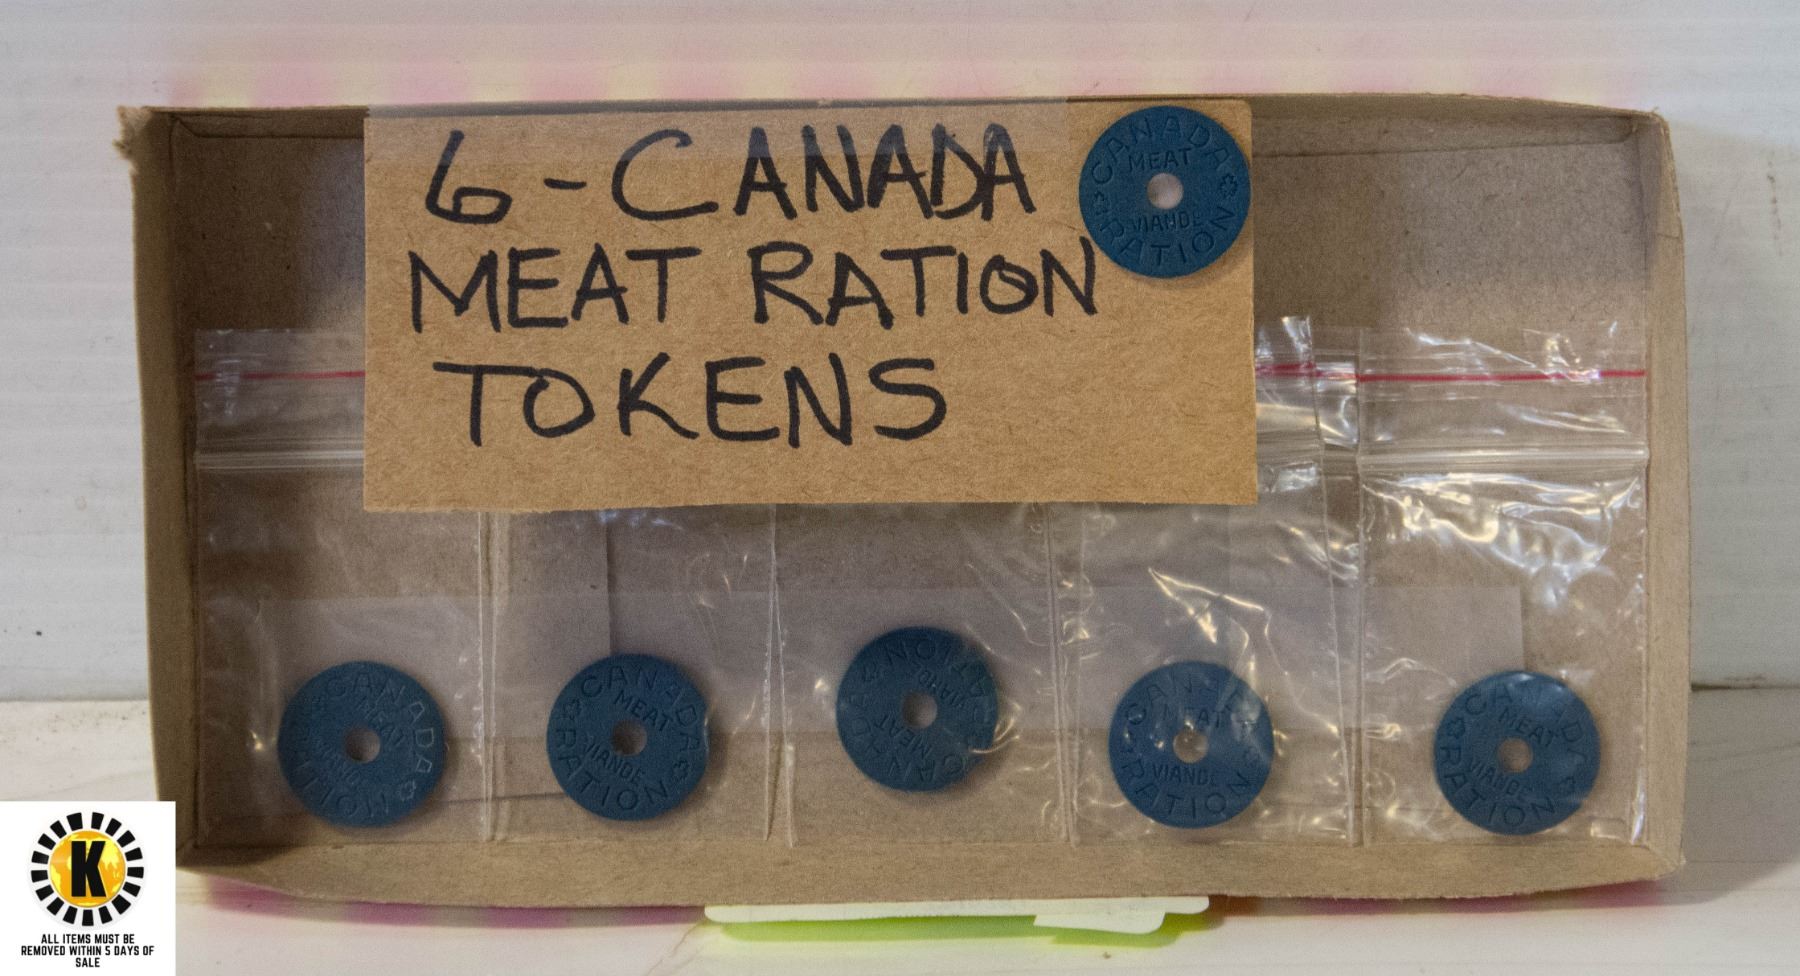 6-CANADA
MEAT RATION
TOKENS
CANADA
MEAT
VIANDE
RATION
CANADA
MEAT
VIANDE
RATION
CANADA
MEAT
VIANDE
RATION
CANADA
MEAT
VIANDE
RATION
CANADA
MEAT
VIANDE
RATION
CANADA
MEAT
VIANDE
RATION
K
ALL ITEMS MUST BE
REMOVED WITHIN 5 DAYS OF
SALE